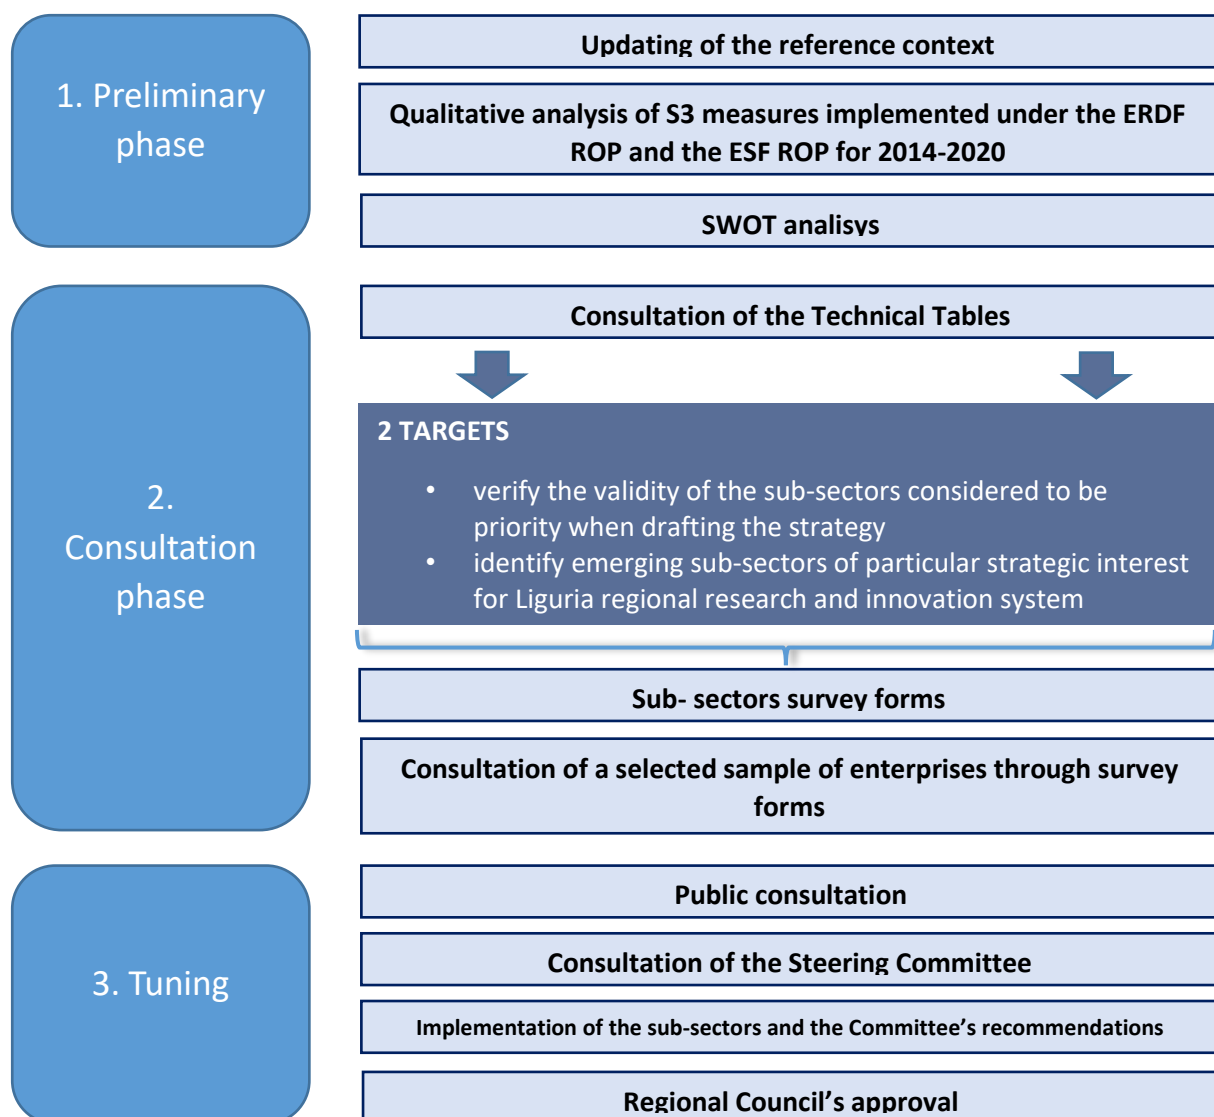 1. Preliminary
phase
Updating of the reference context
Qualitative analysis of S3 measures implemented under the ERDF
ROP and the ESF ROP for 2014-2020
SWOT analisys
2.
Consultation
phase
Consultation of the Technical Tables
2 TARGETS
• verify the validity of the sub-sectors considered to be
priority when drafting the strategy
• identify emerging sub-sectors of particular strategic interest
for Liguria regional research and innovation system
Sub- sectors survey forms
Consultation of a selected sample of enterprises through survey
forms
3. Tuning
Public consultation
Consultation of the Steering Committee
Implementation of the sub-sectors and the Committee’s recommendations
Regional Council’s approval